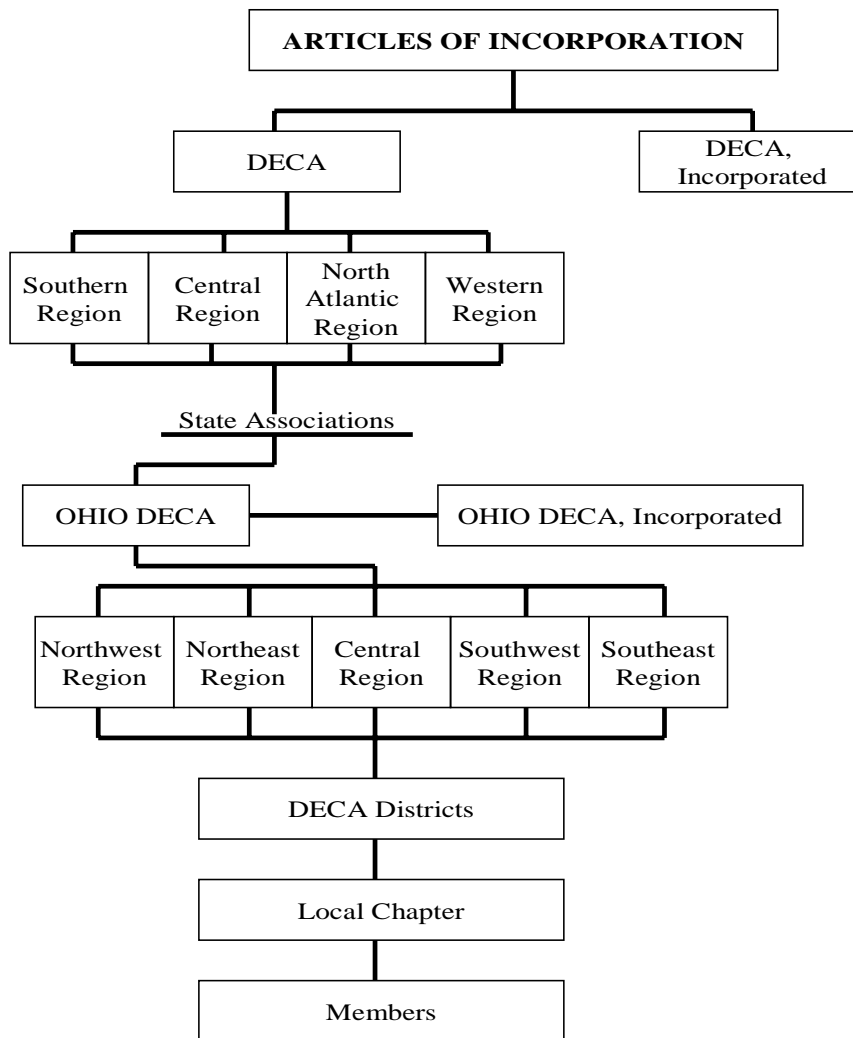 ARTICLES OF INCORPORATION
DECA
DECA,
Incorporated
Southern
Region
Central
Region
North
Atlantic
Region
Western
Region
State Associations
OHIO DECA
OHIO DECA, Incorporated
Northwest
Region
Northeast
Region
Central
Region
Southwest
Region
Southeast
Region
DECA Districts
Local Chapter
Members